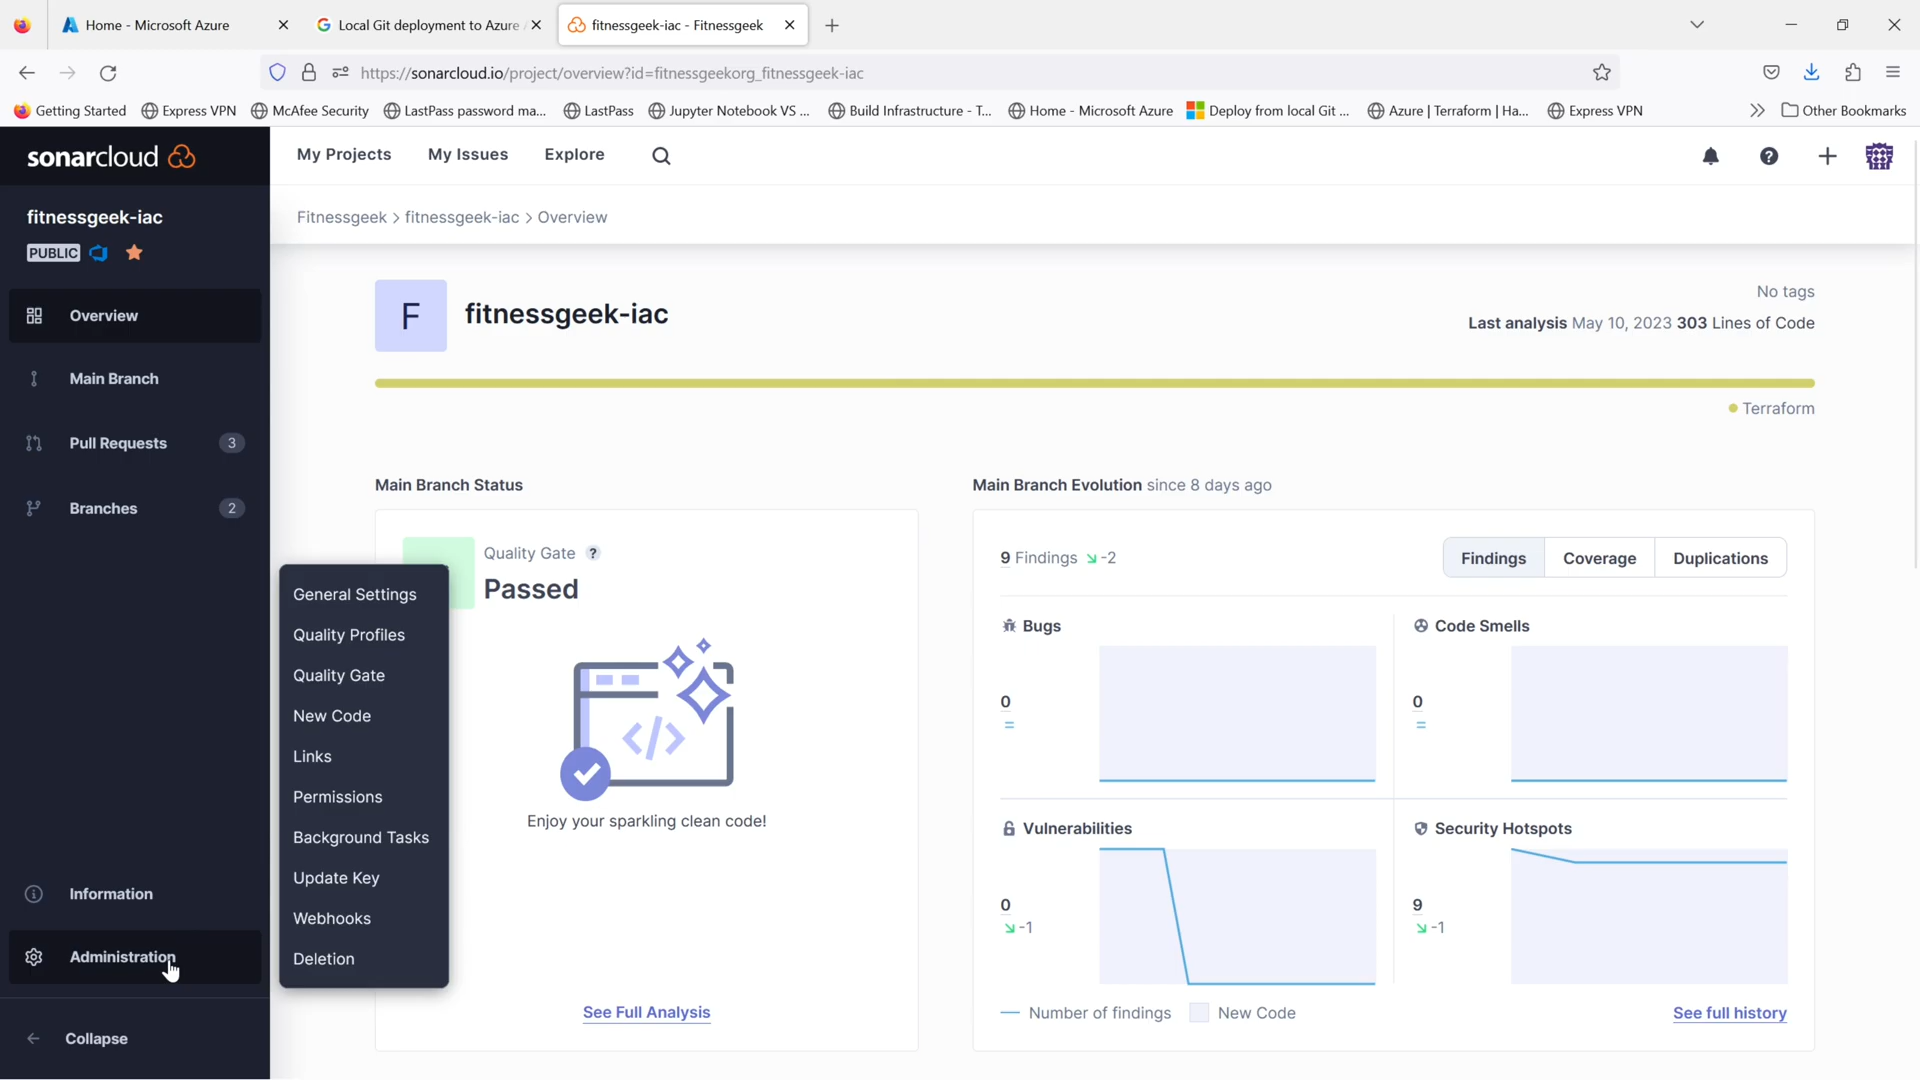 Home - Microsoft Azure
Local Git deployment to Azure
fitnessgeek-iac - Fitnessgeek
https://sonarcloud.io/project/overview?id=fitnessgeekorg_fitnessgeek-iac
Getting Started
Express VPN
McAfee Security
LastPass password ma...
LastPass
Jupyter Notebook VS ...
Build Infrastructure - T...
Home - Microsoft Azure
Deploy from local Git ...
Azure | Terraform | Ha...
Express VPN
Other Bookmarks
sonarcloud
My Projects
My Issues
Explore
fitnessgeek-iac
PUBLIC
Fitnessgeek > fitnessgeek-iac > Overview
Overview
Main Branch
Pull Requests 3
Branches 2
Information
Administration
Collapse
General Settings
Quality Profiles
Quality Gate
New Code
Links
Permissions
Background Tasks
Update Key
Webhooks
Deletion
F
fitnessgeek-iac
No tags
Last analysis May 10, 2023 303 Lines of Code
Terraform
Main Branch Status
Quality Gate ?
Passed
Enjoy your sparkling clean code!
See Full Analysis
Main Branch Evolution since 8 days ago
9 Findings -2
Findings
Coverage
Duplications
Bugs
0
=
Code Smells
0
=
Vulnerabilities
0
-1
Security Hotspots
9
-1
Number of findings
New Code
See full history